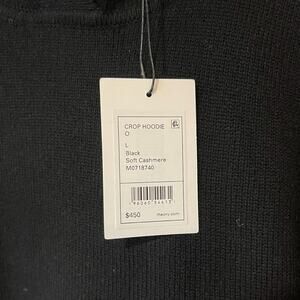 CROP HOODIE
O
L
Black
Soft Cashmere
M0718740
$450
theory.com